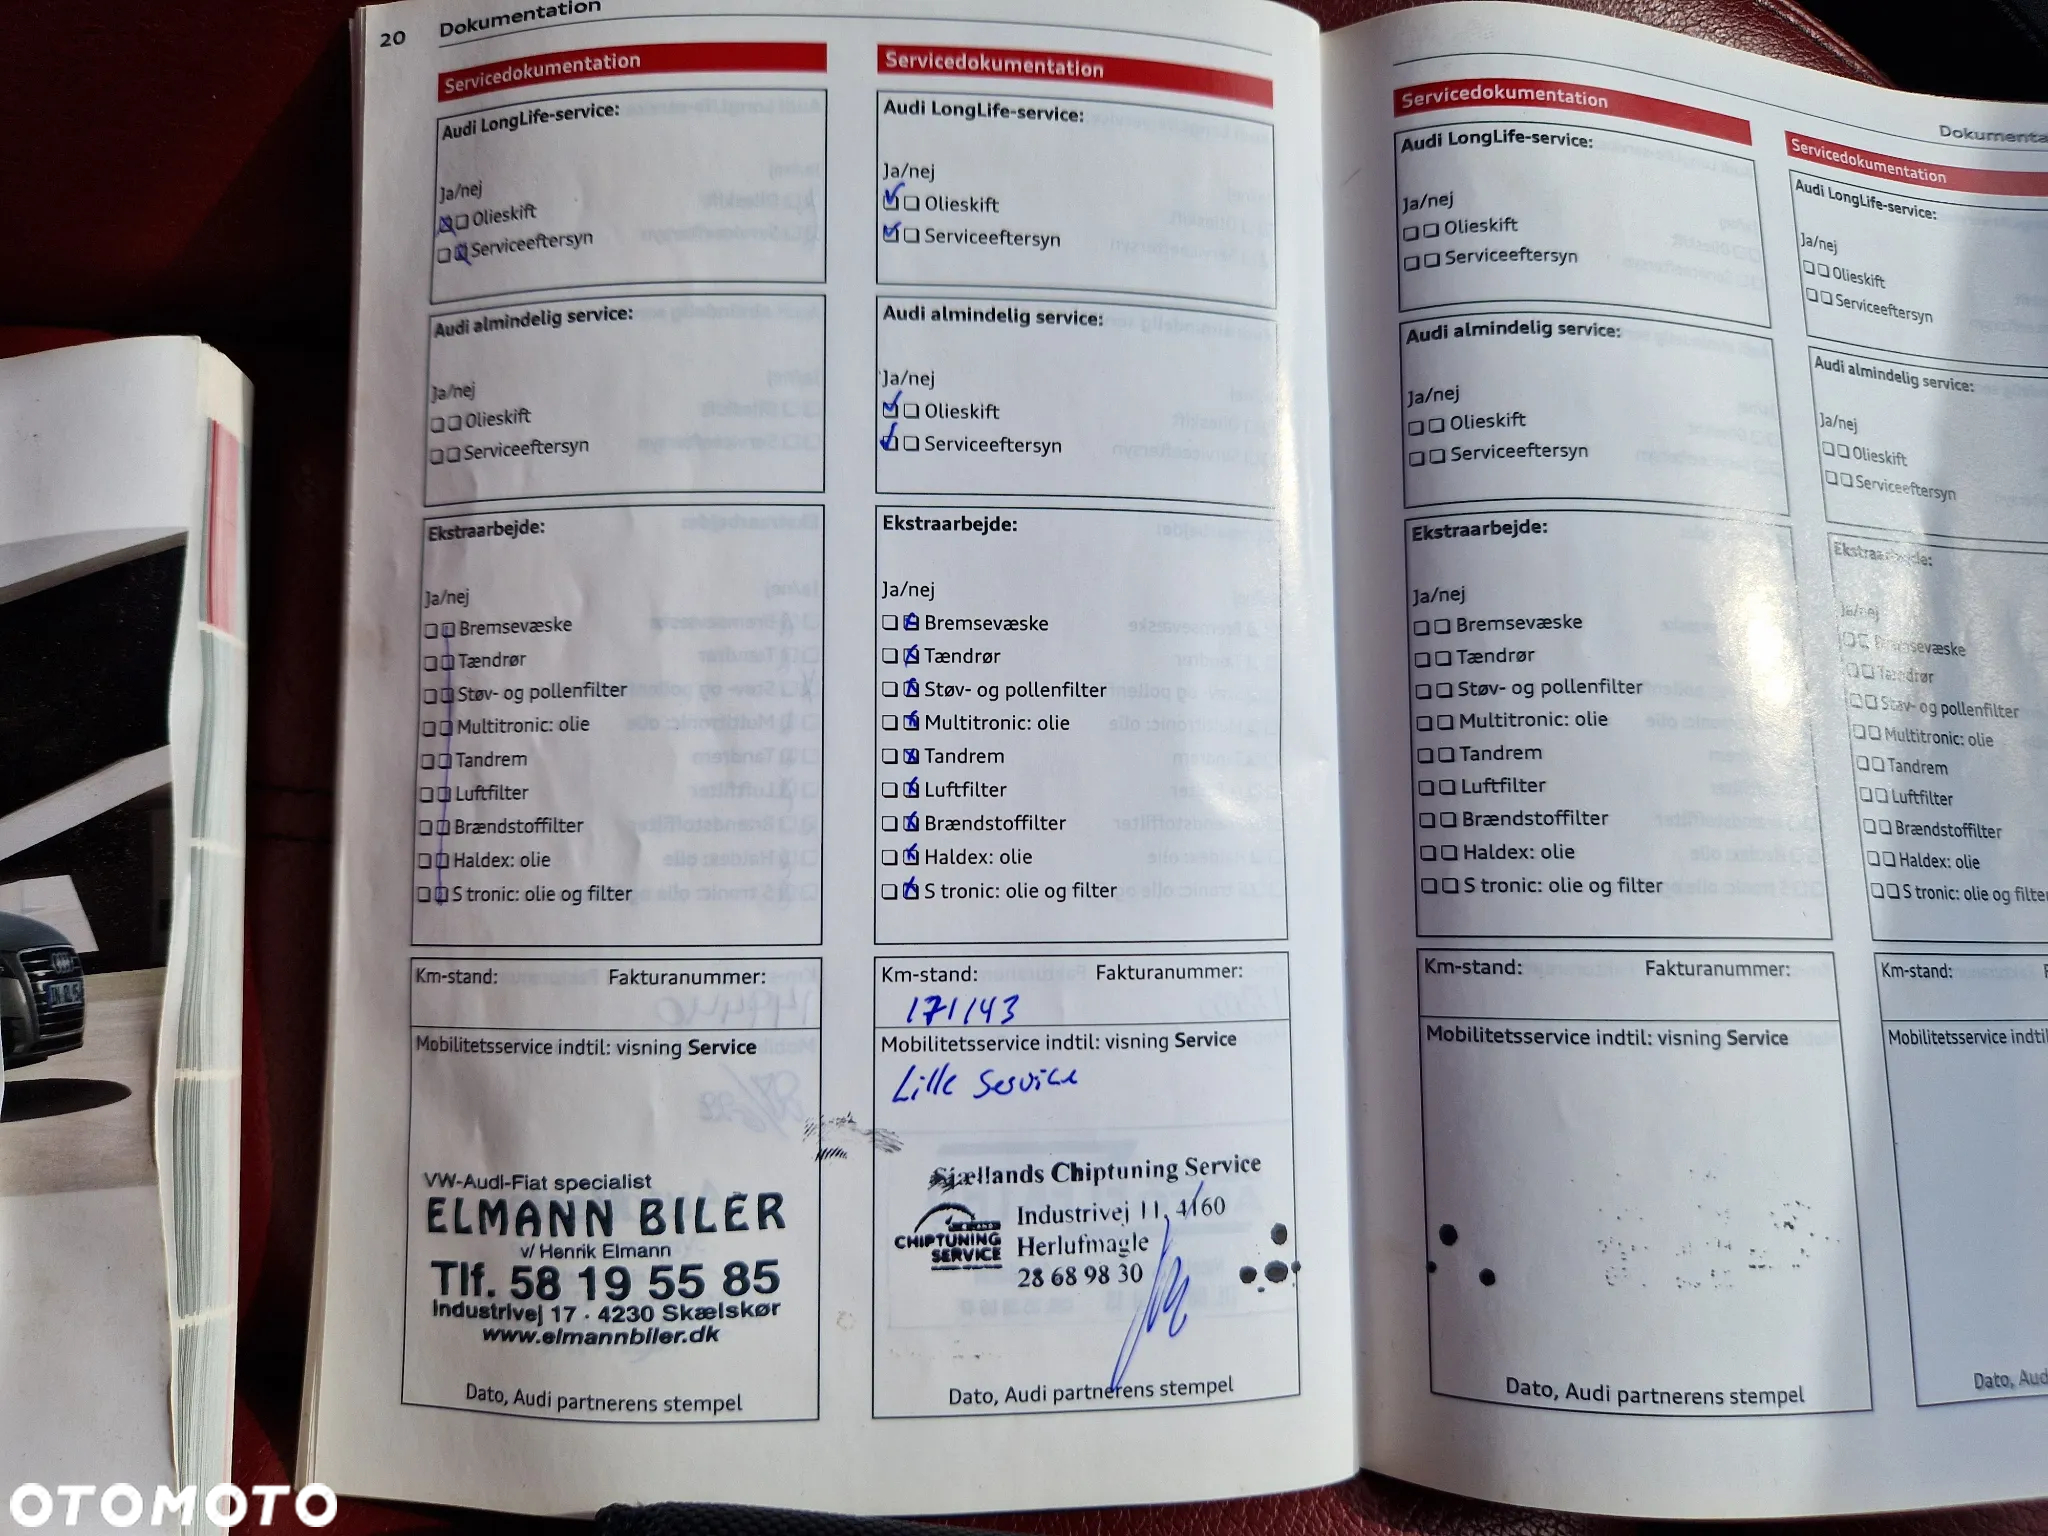 20 Dokumentation
Servicedokumentation
Audi LongLife-service:
Ja/nej
Olieskift
Serviceeftersyn
Audi almindelig service:
Ja/nej
Olieskift
Serviceeftersyn
Ekstraarbejde:
Ja/nej
Bremsevæske
Tændrør
Støv- og pollenfilter
Multitronic: olie
Tandrem
Luftfilter
Brændstoffilter
Haldex: olie
S tronic: olie og filter
Km-stand: Fakturanummer:
Mobilitetsservice indtil: visning Service
VW-Audi-Fiat specialist
ELMANN BILER
v/ Henrik Elmann
Tlf. 58 19 55 85
Industrivej 17 · 4230 Skælskør
www.elmannbiler.dk
Dato, Audi partnerens stempel
Servicedokumentation
Audi LongLife-service:
Ja/nej
Olieskift
Serviceeftersyn
Audi almindelig service:
Ja/nej
Olieskift
Serviceeftersyn
Ekstraarbejde:
Ja/nej
Bremsevæske
Tændrør
Støv- og pollenfilter
Multitronic: olie
Tandrem
Luftfilter
Brændstoffilter
Haldex: olie
S tronic: olie og filter
Km-stand: Fakturanummer:
171143
Mobilitetsservice indtil: visning Service
Lille Service
Sjællands Chiptuning Service
Industrivej 11, 4160
CHIPTUNING SERVICE
Herlufmagle
28 68 98 30
Dato, Audi partnerens stempel
Servicedokumentation
Audi LongLife-service:
Ja/nej
Olieskift
Serviceeftersyn
Audi almindelig service:
Ja/nej
Olieskift
Serviceeftersyn
Ekstraarbejde:
Ja/nej
Bremsevæske
Tændrør
Støv- og pollenfilter
Multitronic: olie
Tandrem
Luftfilter
Brændstoffilter
Haldex: olie
S tronic: olie og filter
Km-stand: Fakturanummer:
Mobilitetsservice indtil: visning Service
Dato, Audi partnerens stempel
Dokumenta
Servicedokumentation
Audi LongLife-service:
Ja/nej
Olieskift
Serviceeftersyn
Audi almindelig service:
Ja/nej
Olieskift
Serviceeftersyn
Ekstraarbejde:
Ja/nej
Bremsevæske
Tændrør
Støv- og pollenfilter
Multitronic: olie
Tandrem
Luftfilter
Brændstoffilter
Haldex: olie
S tronic: olie og filte
Km-stand: F
Mobilitetsservice indti
Dato, Aud
OTOMOTO